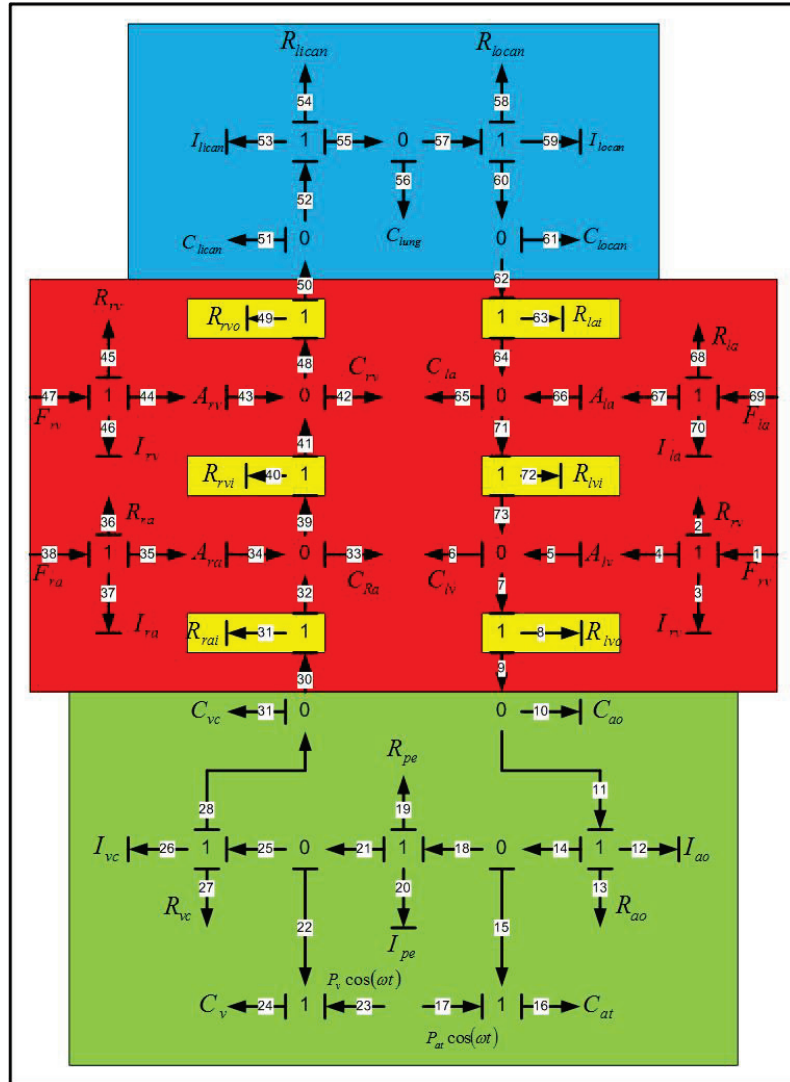 R_lican R_locan
54 58
I_lican 53 1 55 0 57 1 59 I_locan
52 56 60
C_lican 51 0 C_lung 0 61 C_locan
50 62
R_rv R_rvo 49 1 1 63 R_lai R_la
45 48 64 68
C_rv C_la
47 1 44 A_rv 43 0 42 65 0 66 A_la 67 1 69
F_rv F_la
46 41 71 70
I_rv I_la
R_rvi 40 1 1 72 R_lvi
36 R_ra 39 73 2 R_rv
38 1 35 A_ra 34 0 33 6 0 5 A_lv 4 1 1
F_ra C_Ra C_lv F_rv
37 32 7 3
I_ra R_rai 31 1 1 8 R_lvo I_rv
30 9
C_vc 31 0 0 10 C_ao
R_pe
28 19 11
I_vc 26 1 25 0 21 1 18 0 14 1 12 I_ao
27 20 13
R_vc R_ao
22 I_pe 15
P_v cos(ωt)
C_v 24 1 23 17 1 16 C_at
P_at cos(ωt)